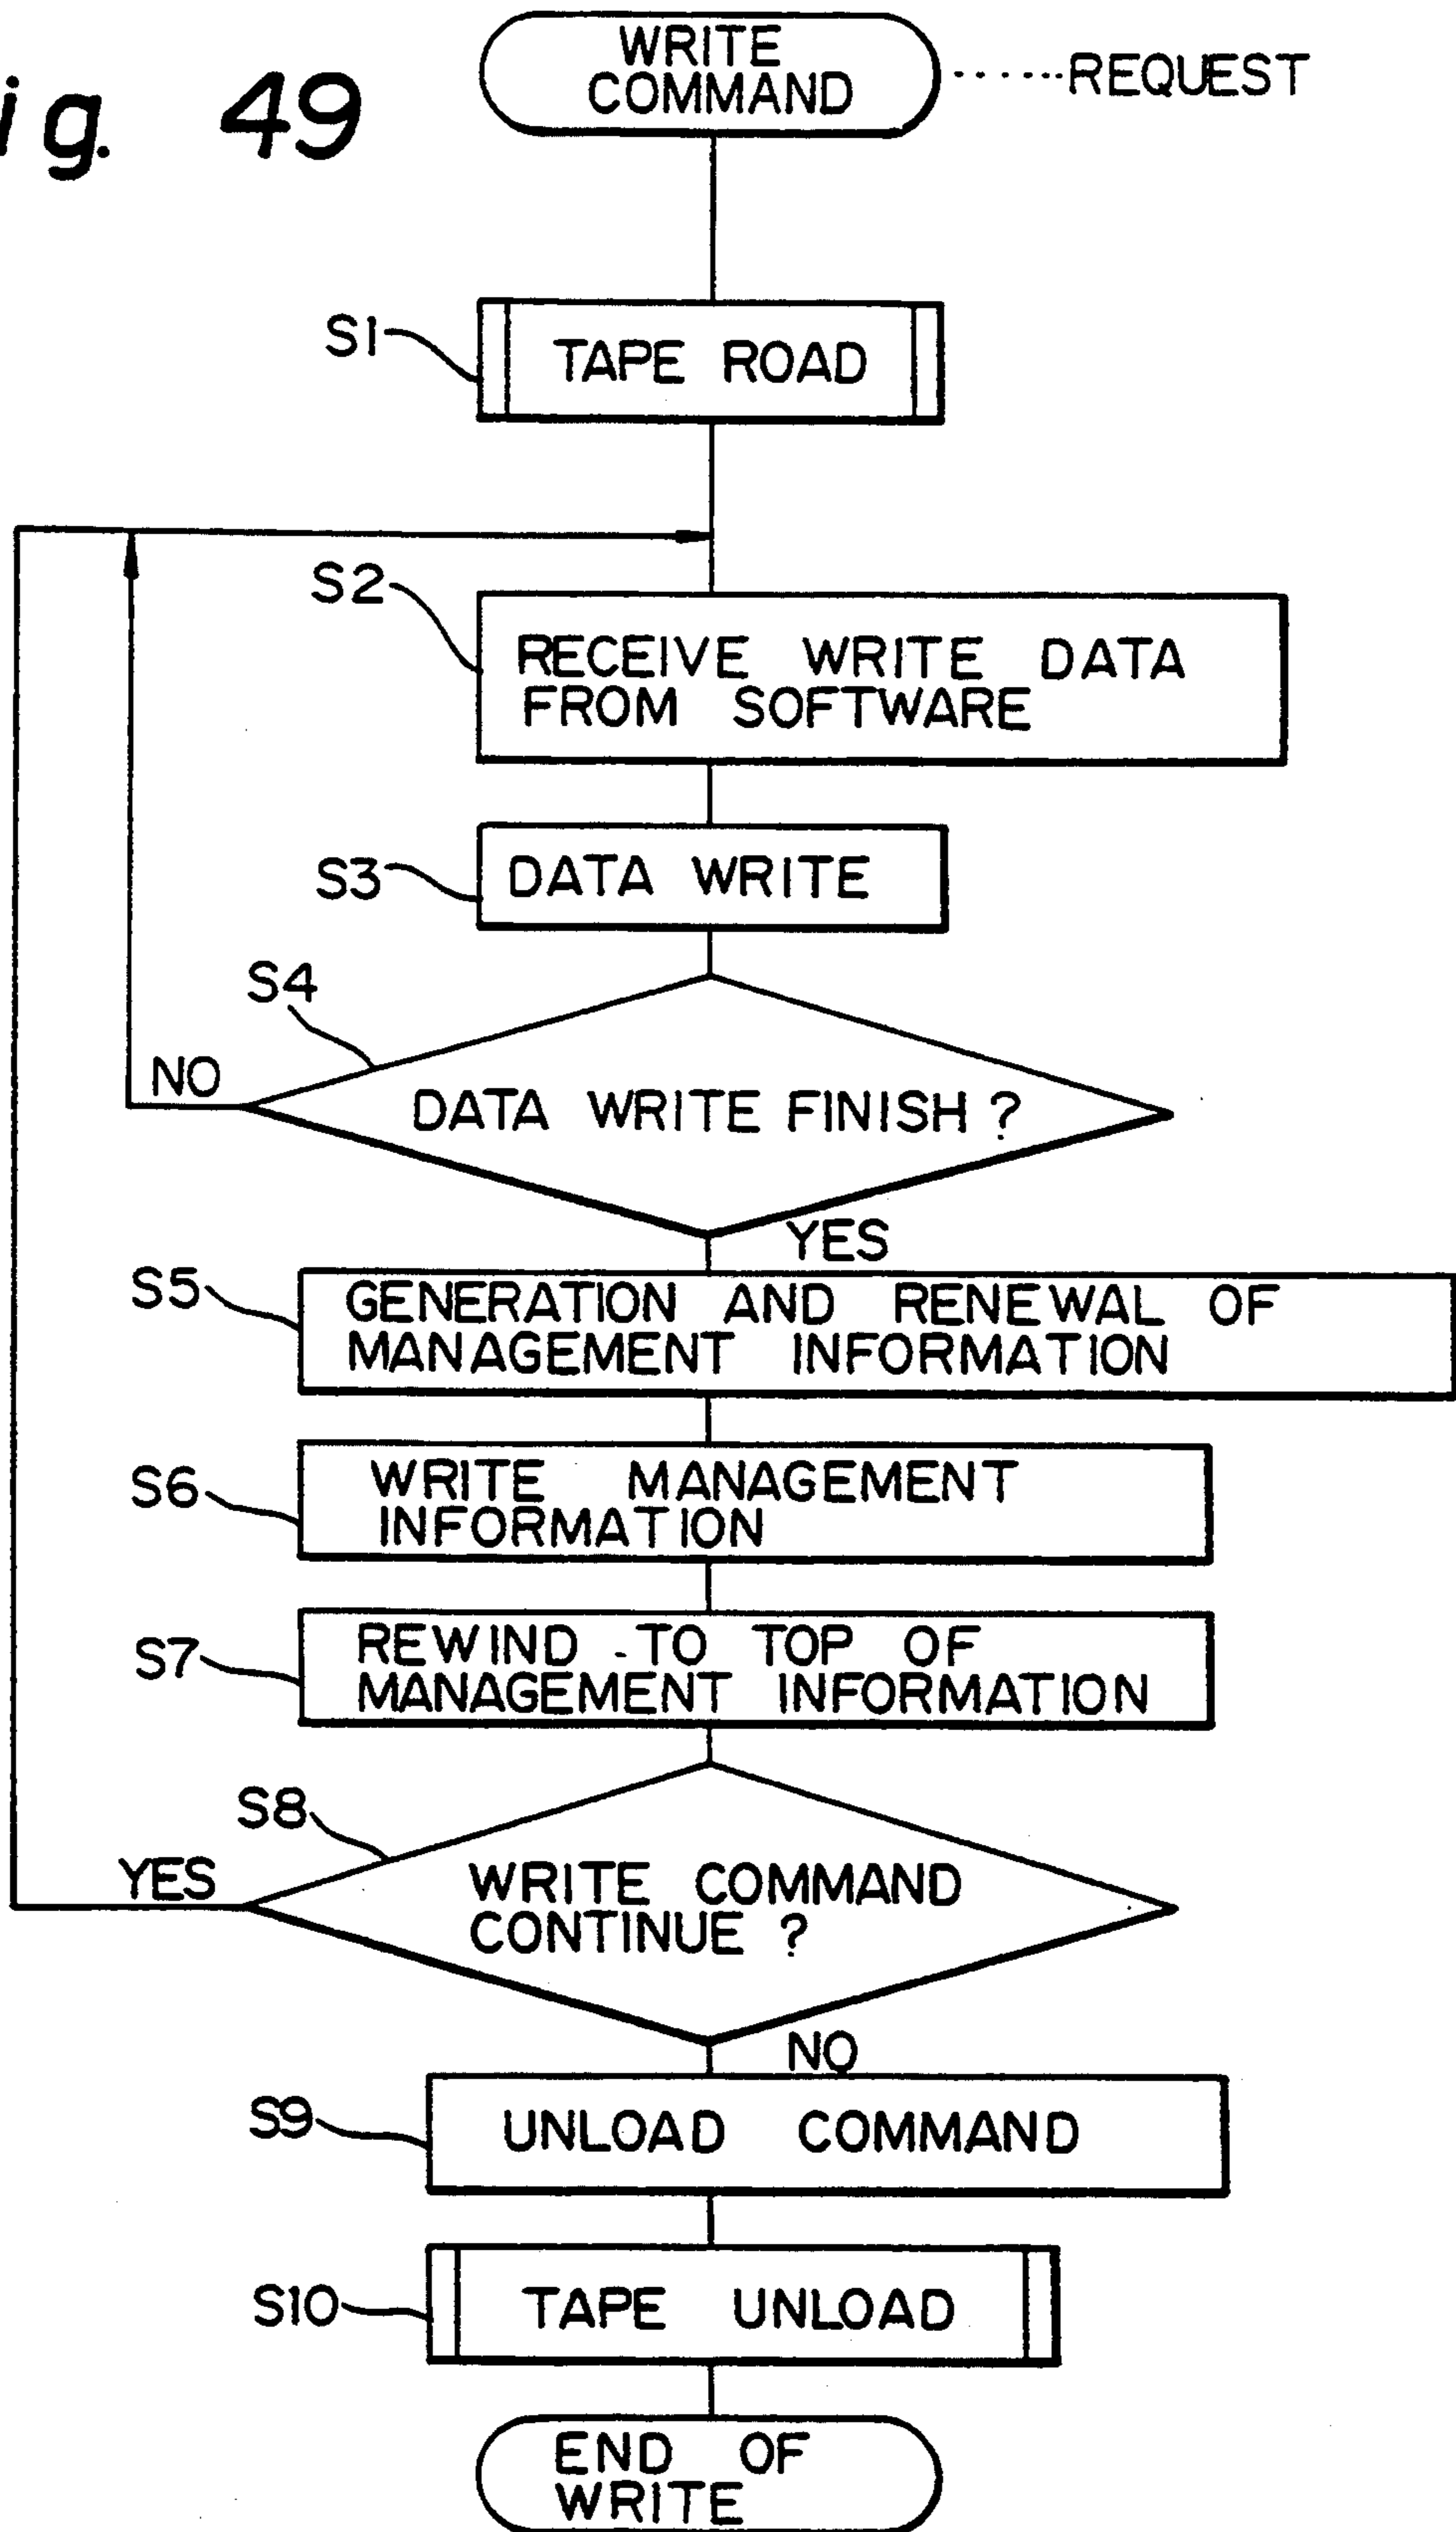 ig. 49
WRITE
COMMAND
REQUEST
S1
TAPE ROAD
S2
RECEIVE WRITE DATA
FROM SOFTWARE
S3
DATA WRITE
S4
NO
DATA WRITE FINISH ?
YES
S5
GENERATION AND RENEWAL OF
MANAGEMENT INFORMATION
S6
WRITE MANAGEMENT
INFORMATION
S7
REWIND TO TOP OF
MANAGEMENT INFORMATION
S8
YES
WRITE COMMAND
CONTINUE ?
NO
S9
UNLOAD COMMAND
S10
TAPE UNLOAD
END OF
WRITE